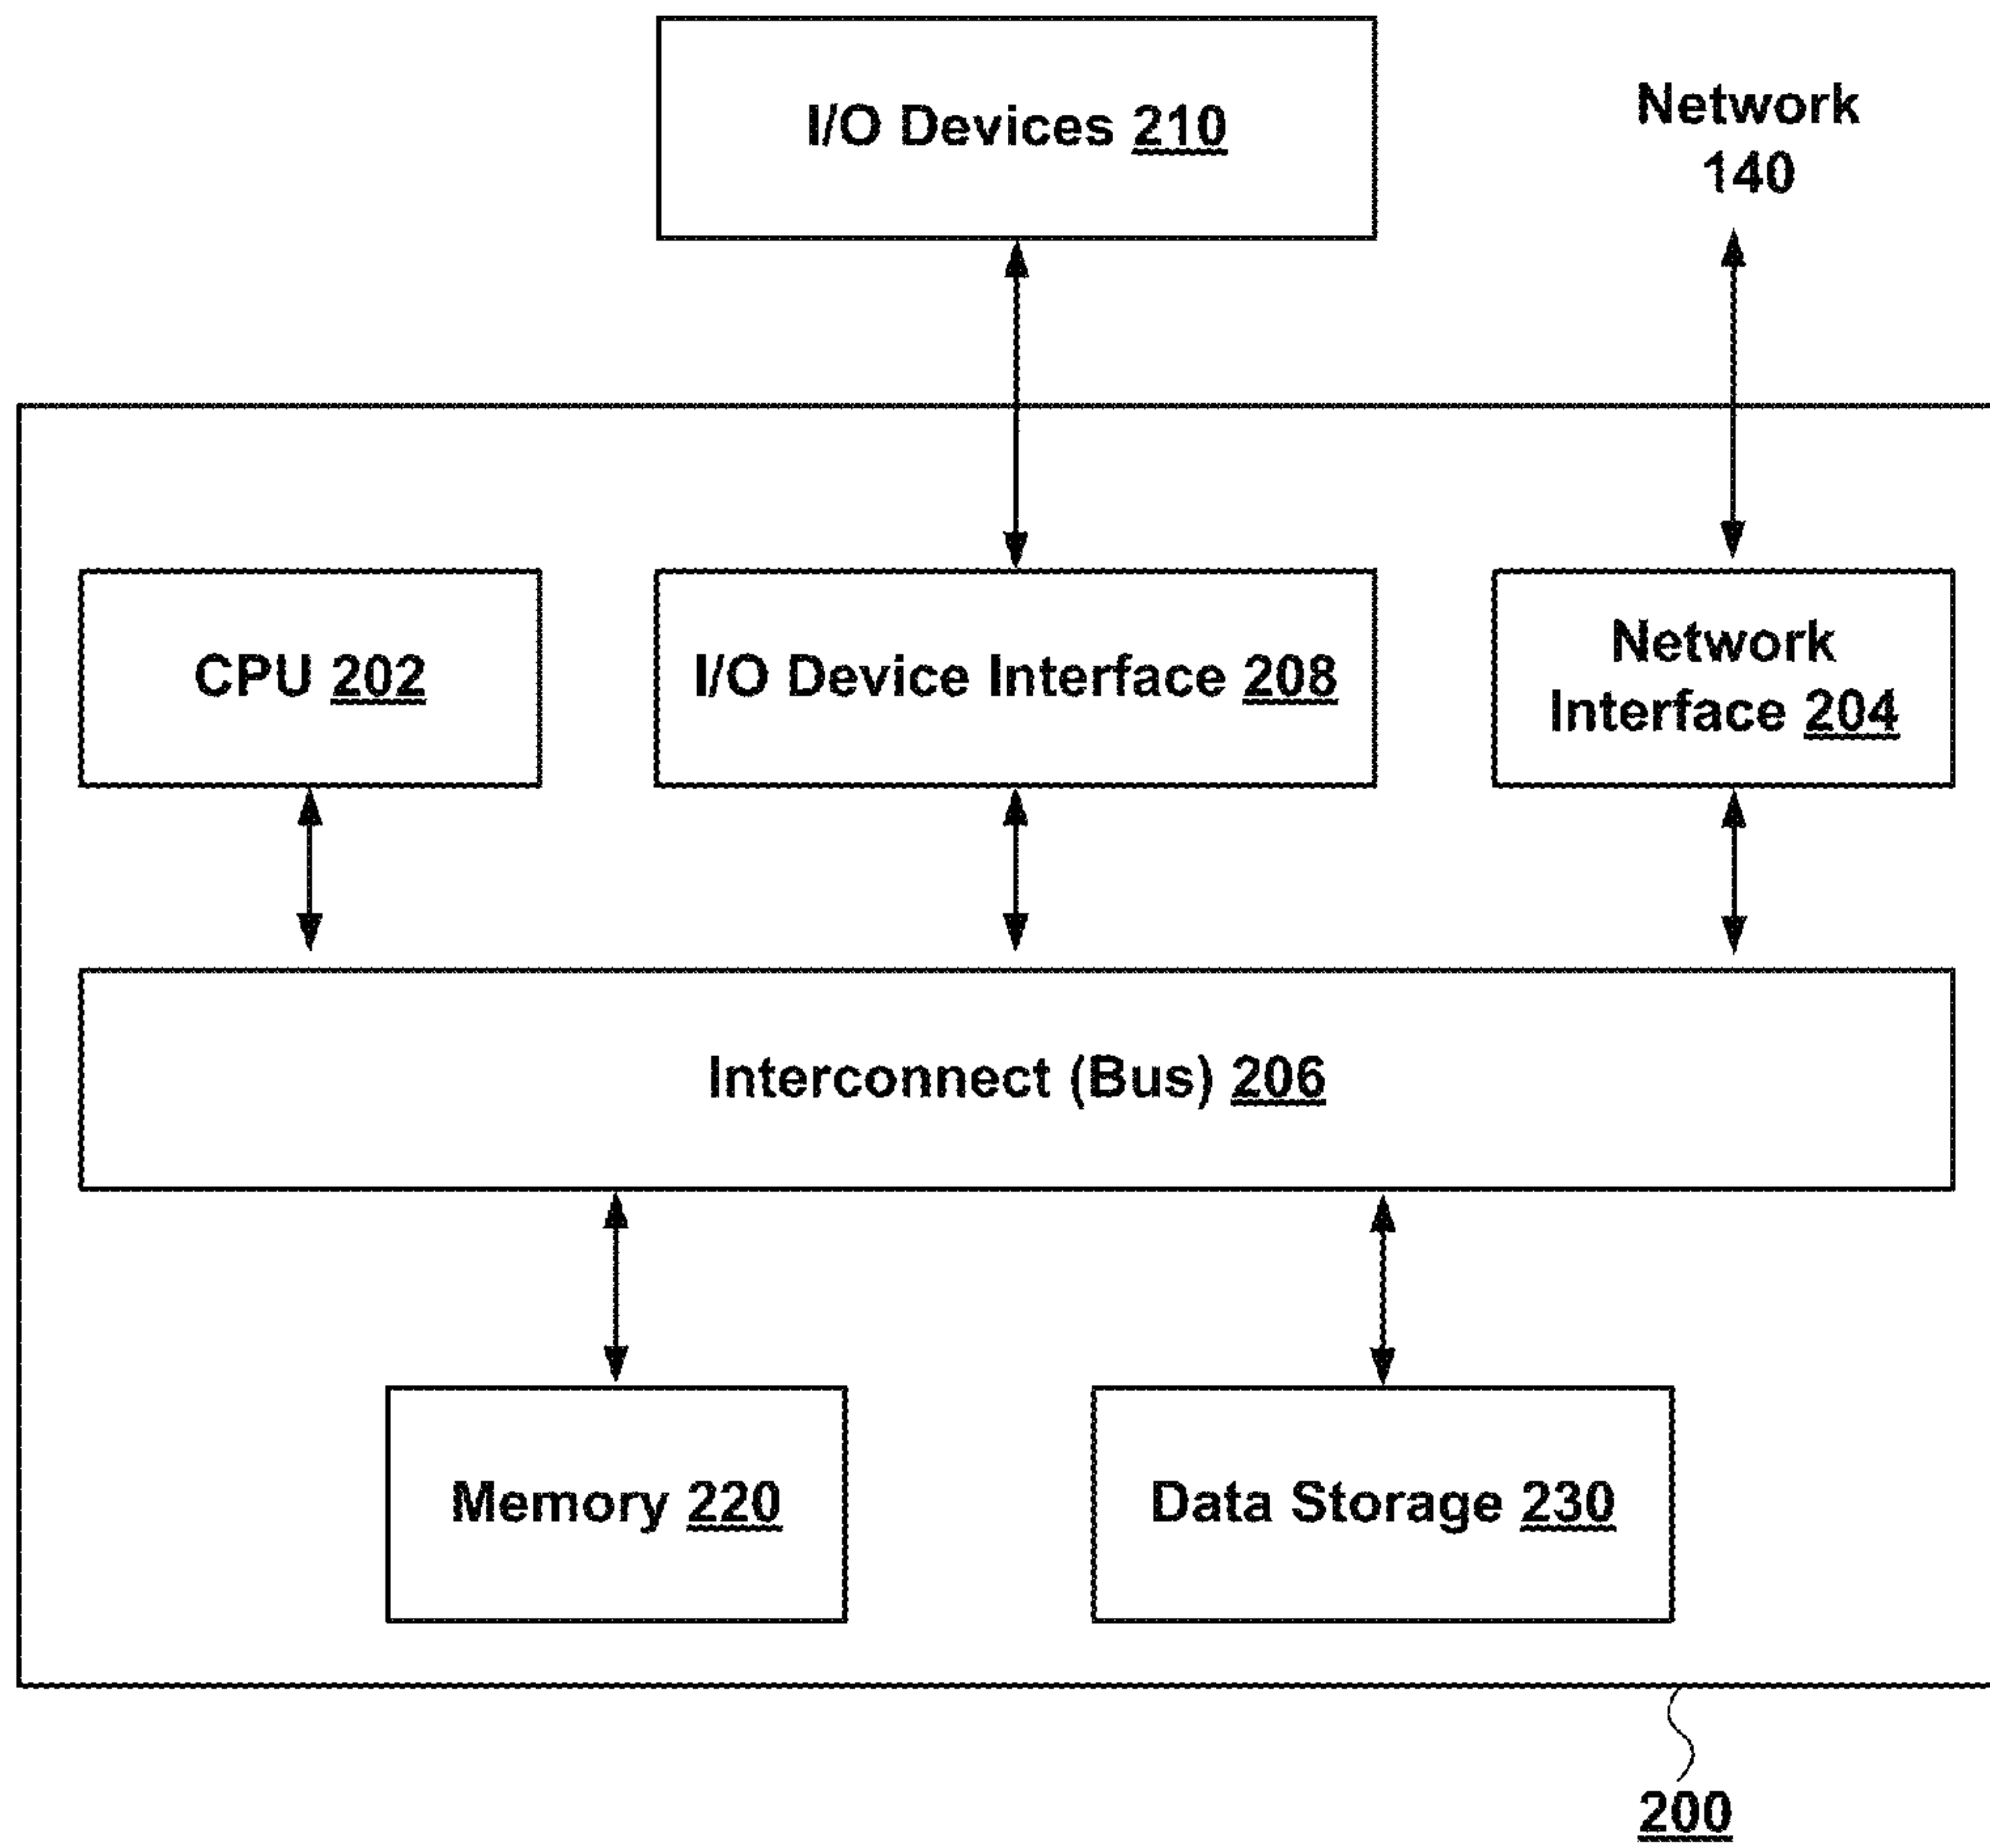 I/O Devices 210
Network
140
CPU 202
I/O Device Interface 208
Network
Interface 204
Interconnect (Bus) 206
Memory 220
Data Storage 230
200